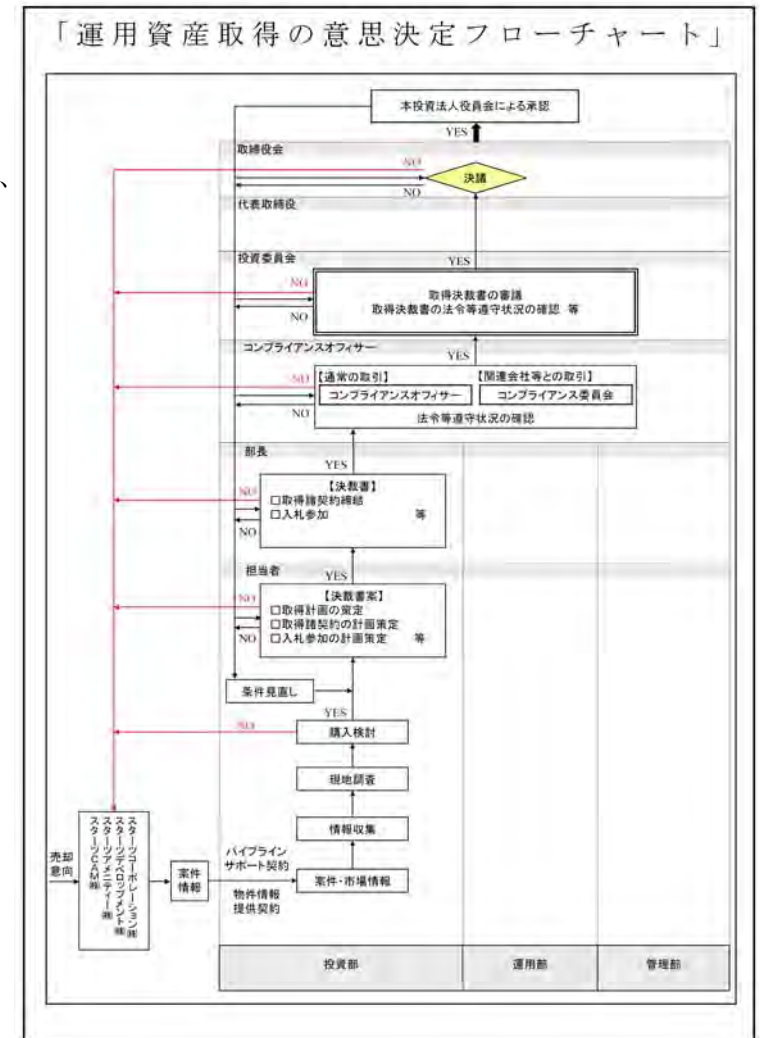 「運用資産取得の意思決定フローチャート」
、
本投資法人役員会による承認
YES
取締役会
NO
決議
NO
代表取締役
投資委員会
YES
NO
取得決裁書の審議
取得決裁書の法令等遵守状況の確認 等
NO
コンプライアンスオフィサー
YES
NO
【通常の取引】
【関連会社等との取引】
コンプライアンスオフィサー
コンプライアンス委員会
NO
法令等遵守状況の確認
部長
YES
NO
【決裁書】
□取得諸契約締結
□入札参加 等
NO
担当者
YES
NO
【決裁書案】
□取得計画の策定
□取得諸契約の計画策定
NO
□入札参加の計画策定 等
条件見直し
YES
NO
購入検討
現地調査
情報収集
売却
意向
スターツコーポレーション㈱
スターツデベロップメント㈱
スターツアメニティー㈱
スターツCAM㈱
案件
情報
パイプライン
サポート契約
物件情報
提供契約
案件・市場情報
投資部
運用部
管理部